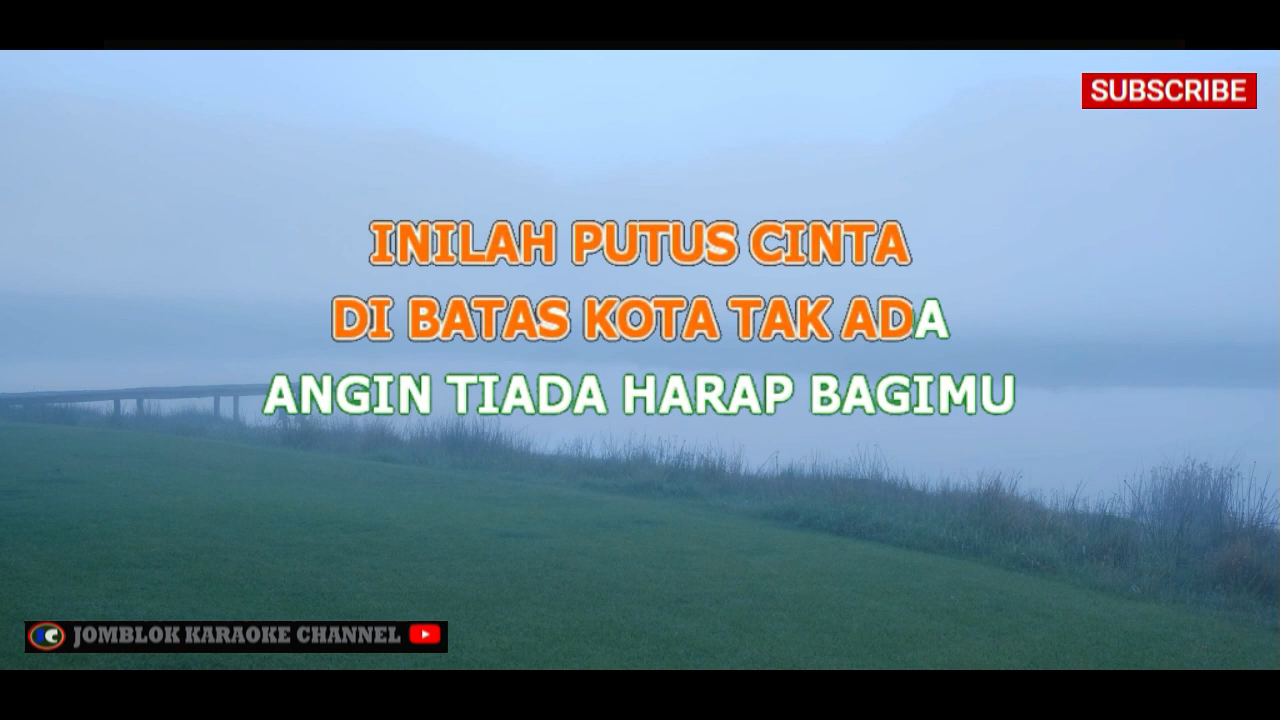 SUBSCRIBE
INILAH PUTUS CINTA
DI BATAS KOTA TAK ADA
ANGIN TIADA HARAP BAGIMU
JOMBLOK KARAOKE CHANNEL